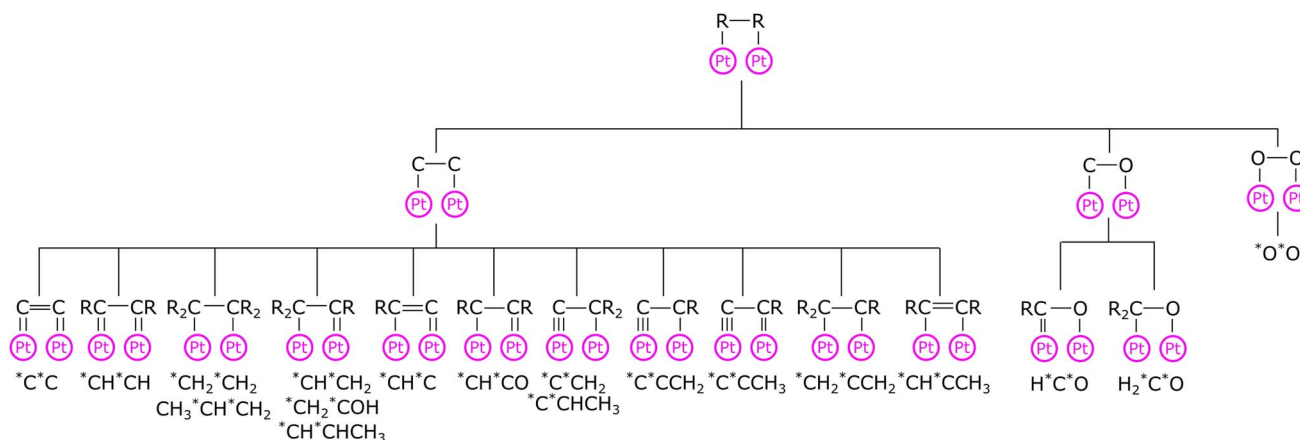 R—R
Pt Pt
C—C
Pt Pt
C—O
Pt Pt
O—O
Pt Pt
*O*O
C=C
Pt Pt
*C*C
RC—CR
Pt Pt
*CH*CH
R₂C—CR₂
Pt Pt
*CH₂*CH₂
CH₃*CH*CH₂
R₂C—CR
Pt Pt
*CH*CH₂
*CH₂*COH
*CH*CHCH₃
RC=C
Pt Pt
*CH*C
RC—CR
Pt Pt
*CH*CO
C—CR₂
Pt Pt
*C*CH₂
*C*CHCH₃
C—CR
Pt Pt
*C*CCH₂
C—CR
Pt Pt
*C*CCH₃
R₂C—CR
Pt Pt
*CH₂*CCH₂
RC=CR
Pt Pt
*CH*CCH₃
RC—O
Pt Pt
H*C*O
R₂C—O
Pt Pt
H₂*C*O